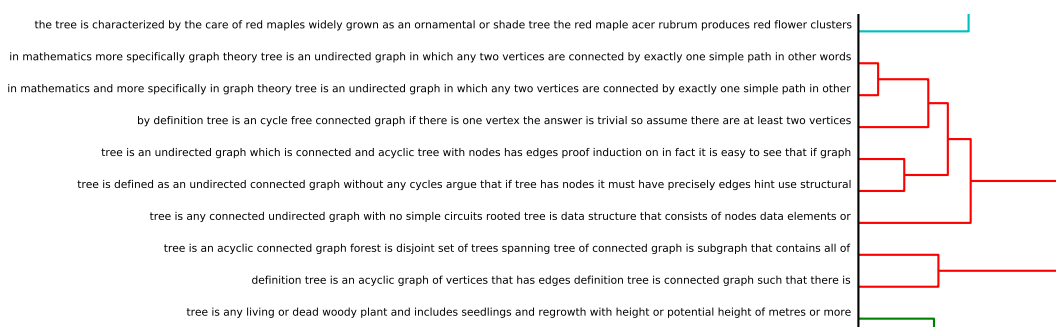 the tree is characterized by the care of red maples widely grown as an ornamental or shade tree the red maple acer rubrum produces red flower clusters
in mathematics more specifically graph theory tree is an undirected graph in which any two vertices are connected by exactly one simple path in other words
in mathematics and more specifically in graph theory tree is an undirected graph in which any two vertices are connected by exactly one simple path in other
by definition tree is an cycle free connected graph if there is one vertex the answer is trivial so assume there are at least two vertices
tree is an undirected graph which is connected and acyclic tree with nodes has edges proof induction on in fact it is easy to see that if graph
tree is defined as an undirected connected graph without any cycles argue that if tree has nodes it must have precisely edges hint use structural
tree is any connected undirected graph with no simple circuits rooted tree is data structure that consists of nodes data elements or
tree is an acyclic connected graph forest is disjoint set of trees spanning tree of connected graph is subgraph that contains all of
definition tree is an acyclic graph of vertices that has edges definition tree is connected graph such that there is
tree is any living or dead woody plant and includes seedlings and regrowth with height or potential height of metres or more